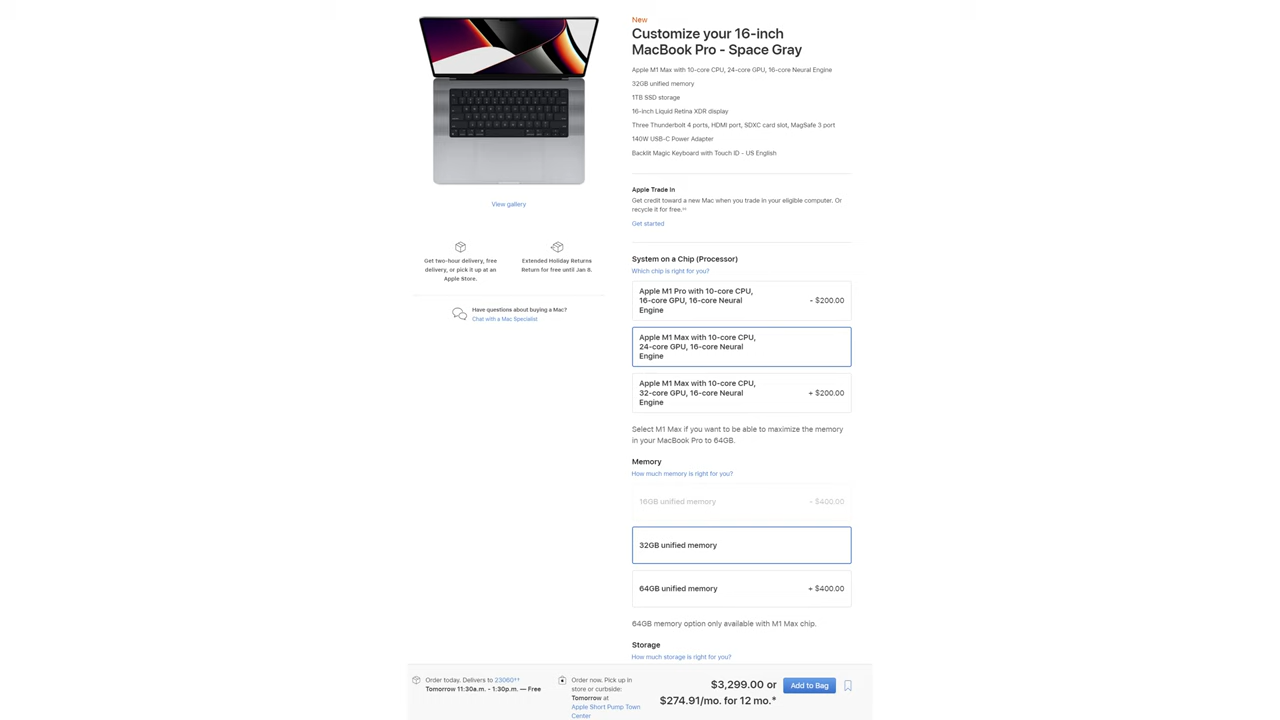 New
Customize your 16-inch
MacBook Pro - Space Gray
Apple M1 Max with 10-core CPU, 24-core GPU, 16-core Neural Engine
32GB unified memory
1TB SSD storage
16-inch Liquid Retina XDR display
Three Thunderbolt 4 ports, HDMI port, SDXC card slot, MagSafe 3 port
140W USB-C Power Adapter
Backlit Magic Keyboard with Touch ID - US English
View gallery
Apple Trade In
Get credit toward a new Mac when you trade in your eligible computer. Or
recycle it for free.**
Get started
Get two-hour delivery, free
delivery, or pick it up at an
Apple Store.
Extended Holiday Returns
Return for free until Jan 8.
Have questions about buying a Mac?
Chat with a Mac Specialist
System on a Chip (Processor)
Which chip is right for you?
Apple M1 Pro with 10-core CPU,
16-core GPU, 16-core Neural
Engine
- $200.00
Apple M1 Max with 10-core CPU,
24-core GPU, 16-core Neural
Engine
Apple M1 Max with 10-core CPU,
32-core GPU, 16-core Neural
Engine
+ $200.00
Select M1 Max if you want to be able to maximize the memory
in your MacBook Pro to 64GB.
Memory
How much memory is right for you?
16GB unified memory - $400.00
32GB unified memory
64GB unified memory + $400.00
64GB memory option only available with M1 Max chip.
Storage
How much storage is right for you?
Order today. Delivers to 23060††
Tomorrow 11:30a.m. - 1:30p.m. — Free
Order now. Pick up in
store or curbside:
Tomorrow at
Apple Short Pump Town
Center
$3,299.00 or
$274.91/mo. for 12 mo.*
Add to Bag